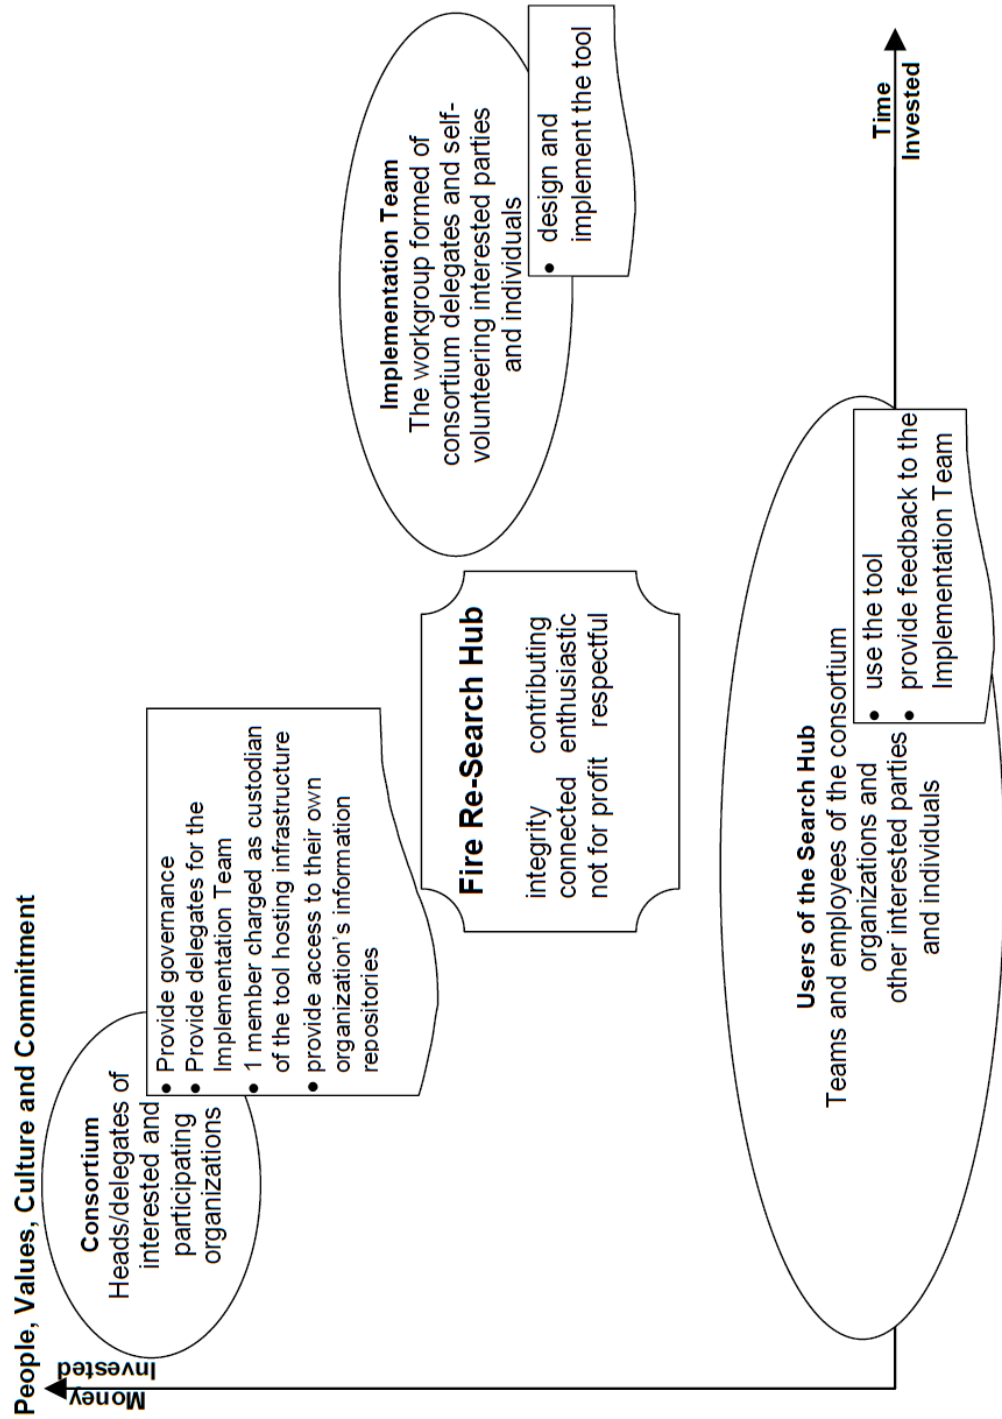 People, Values, Culture and Commitment
Money
Invested
Consortium
Heads/delegates of
interested and
participating
organizations
• Provide governance
• Provide delegates for the
Implementation Team
• 1 member charged as custodian
of the tool hosting infrastructure
• provide access to their own
organization's information
repositories
Implementation Team
The workgroup formed of
consortium delegates and self-
volunteering interested parties
and individuals
• design and
implement the tool
Fire Re-Search Hub
integrity contributing
connected enthusiastic
not for profit respectful
Users of the Search Hub
Teams and employees of the consortium
organizations and
other interested parties
and individuals
• use the tool
• provide feedback to the
Implementation Team
Time
Invested